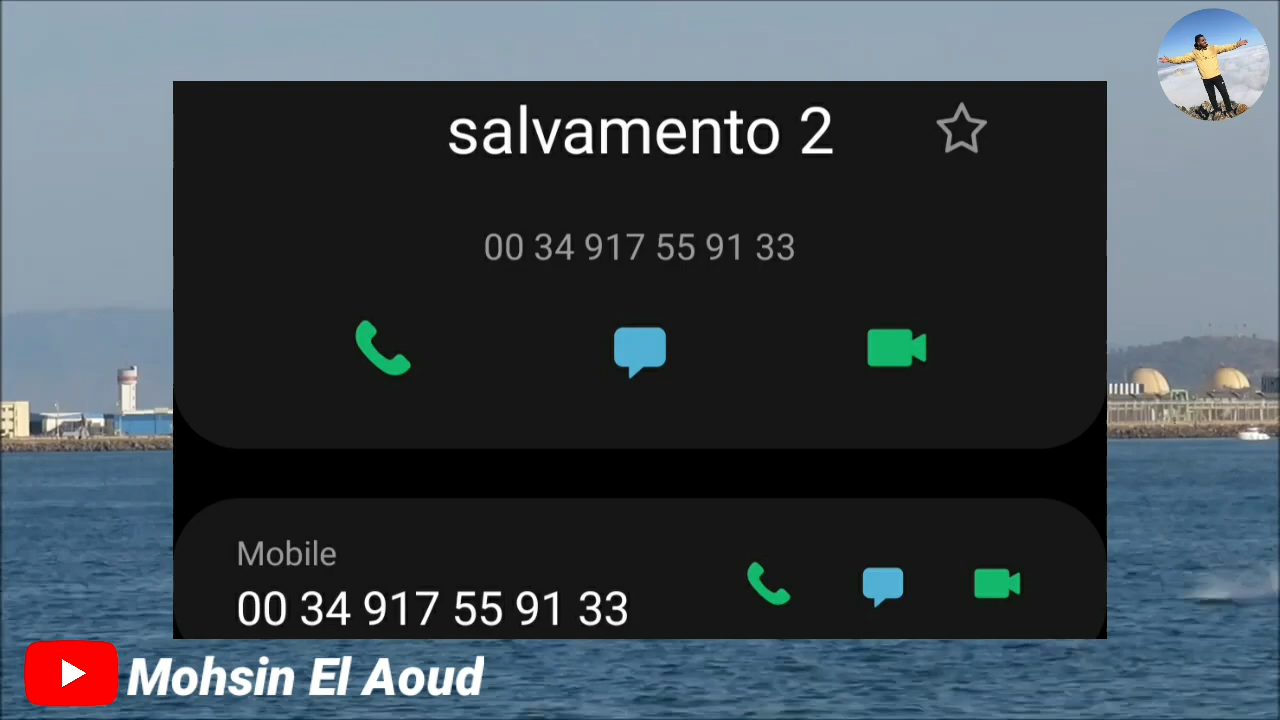 salvamento 2
00 34 917 55 91 33
Mobile
00 34 917 55 91 33
Mohsin El Aoud